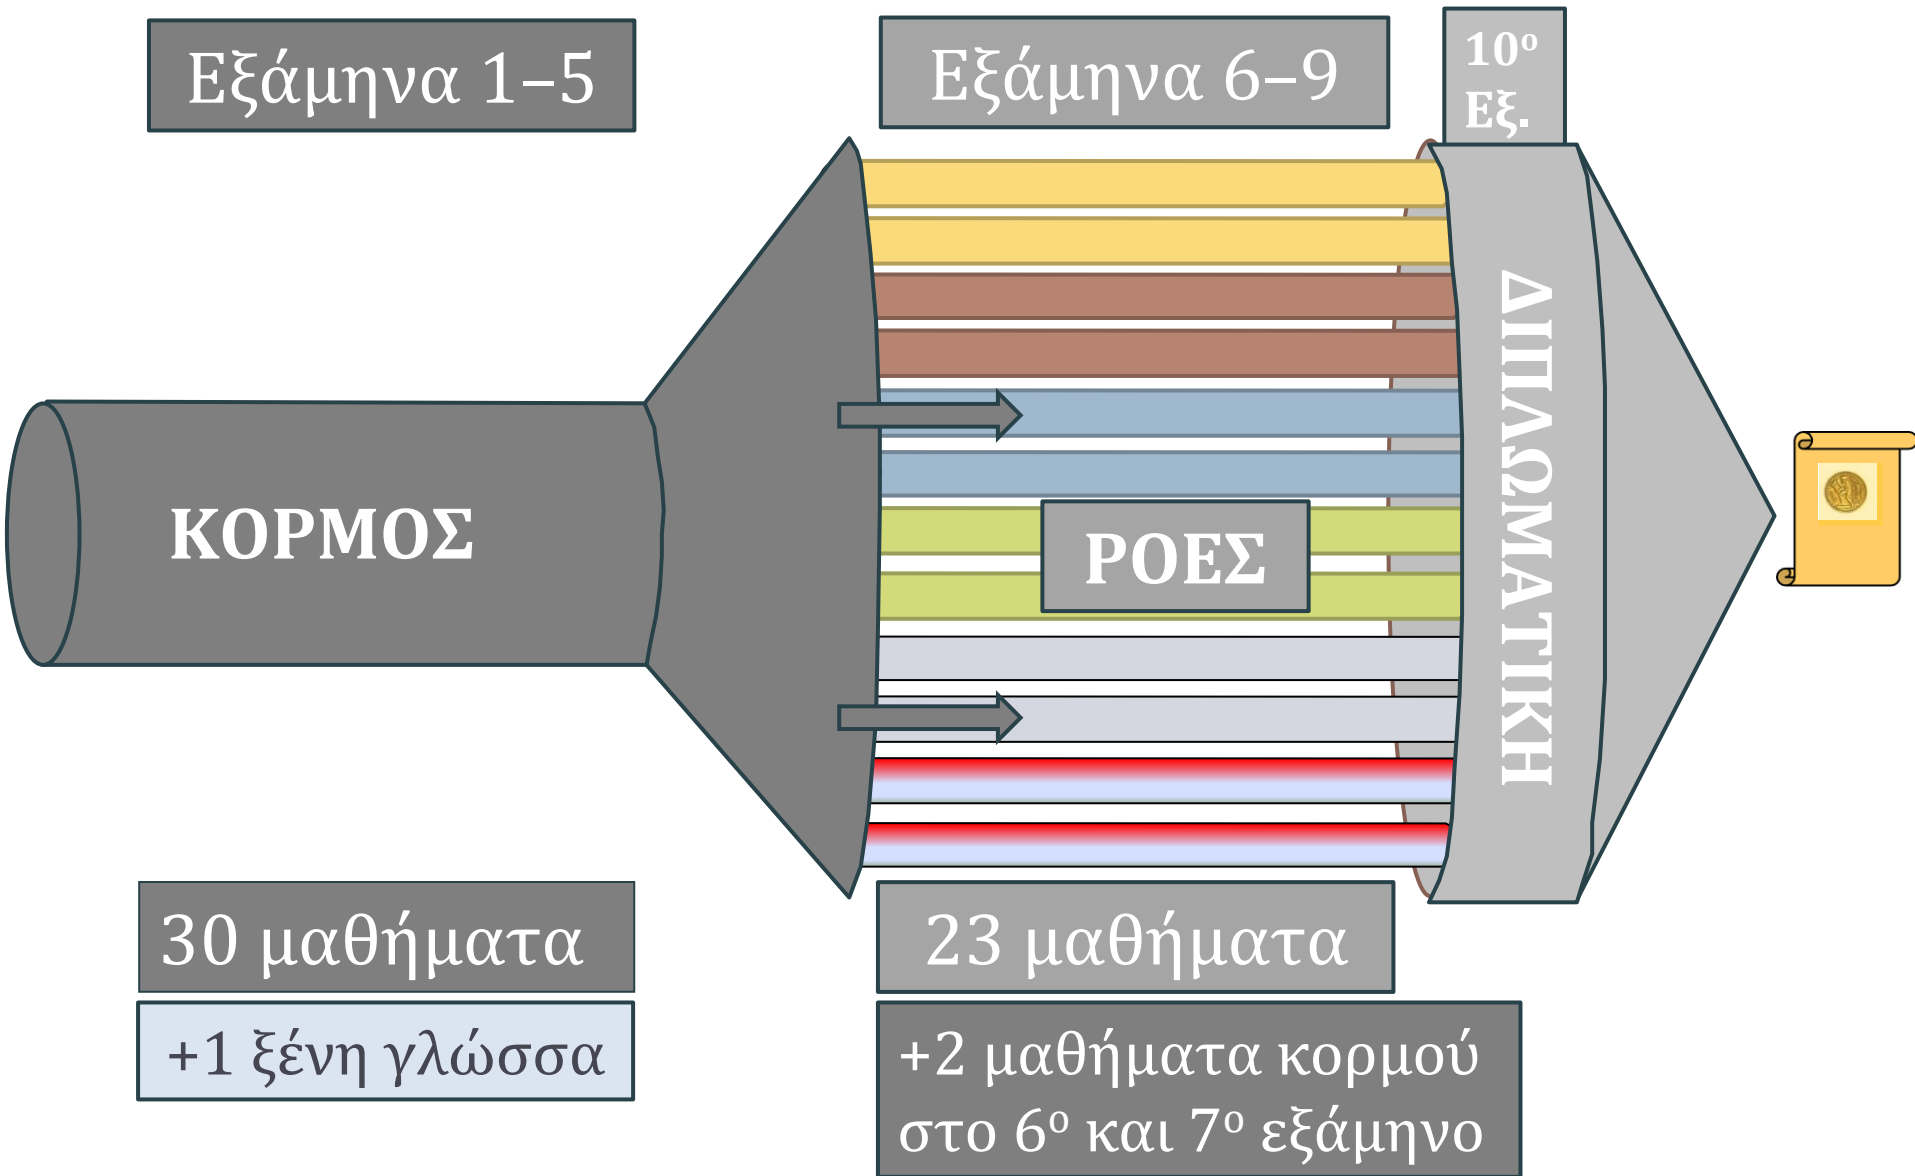 Εξάμηνα 1–5
Εξάμηνα 6–9
10ο
Εξ.
ΚΟΡΜΟΣ
ΡΟΕΣ
ΔΙΠΛΩΜΑΤΙΚΗ
30 μαθήματα
+1 ξένη γλώσσα
23 μαθήματα
+2 μαθήματα κορμού
στο 6ο και 7ο εξάμηνο